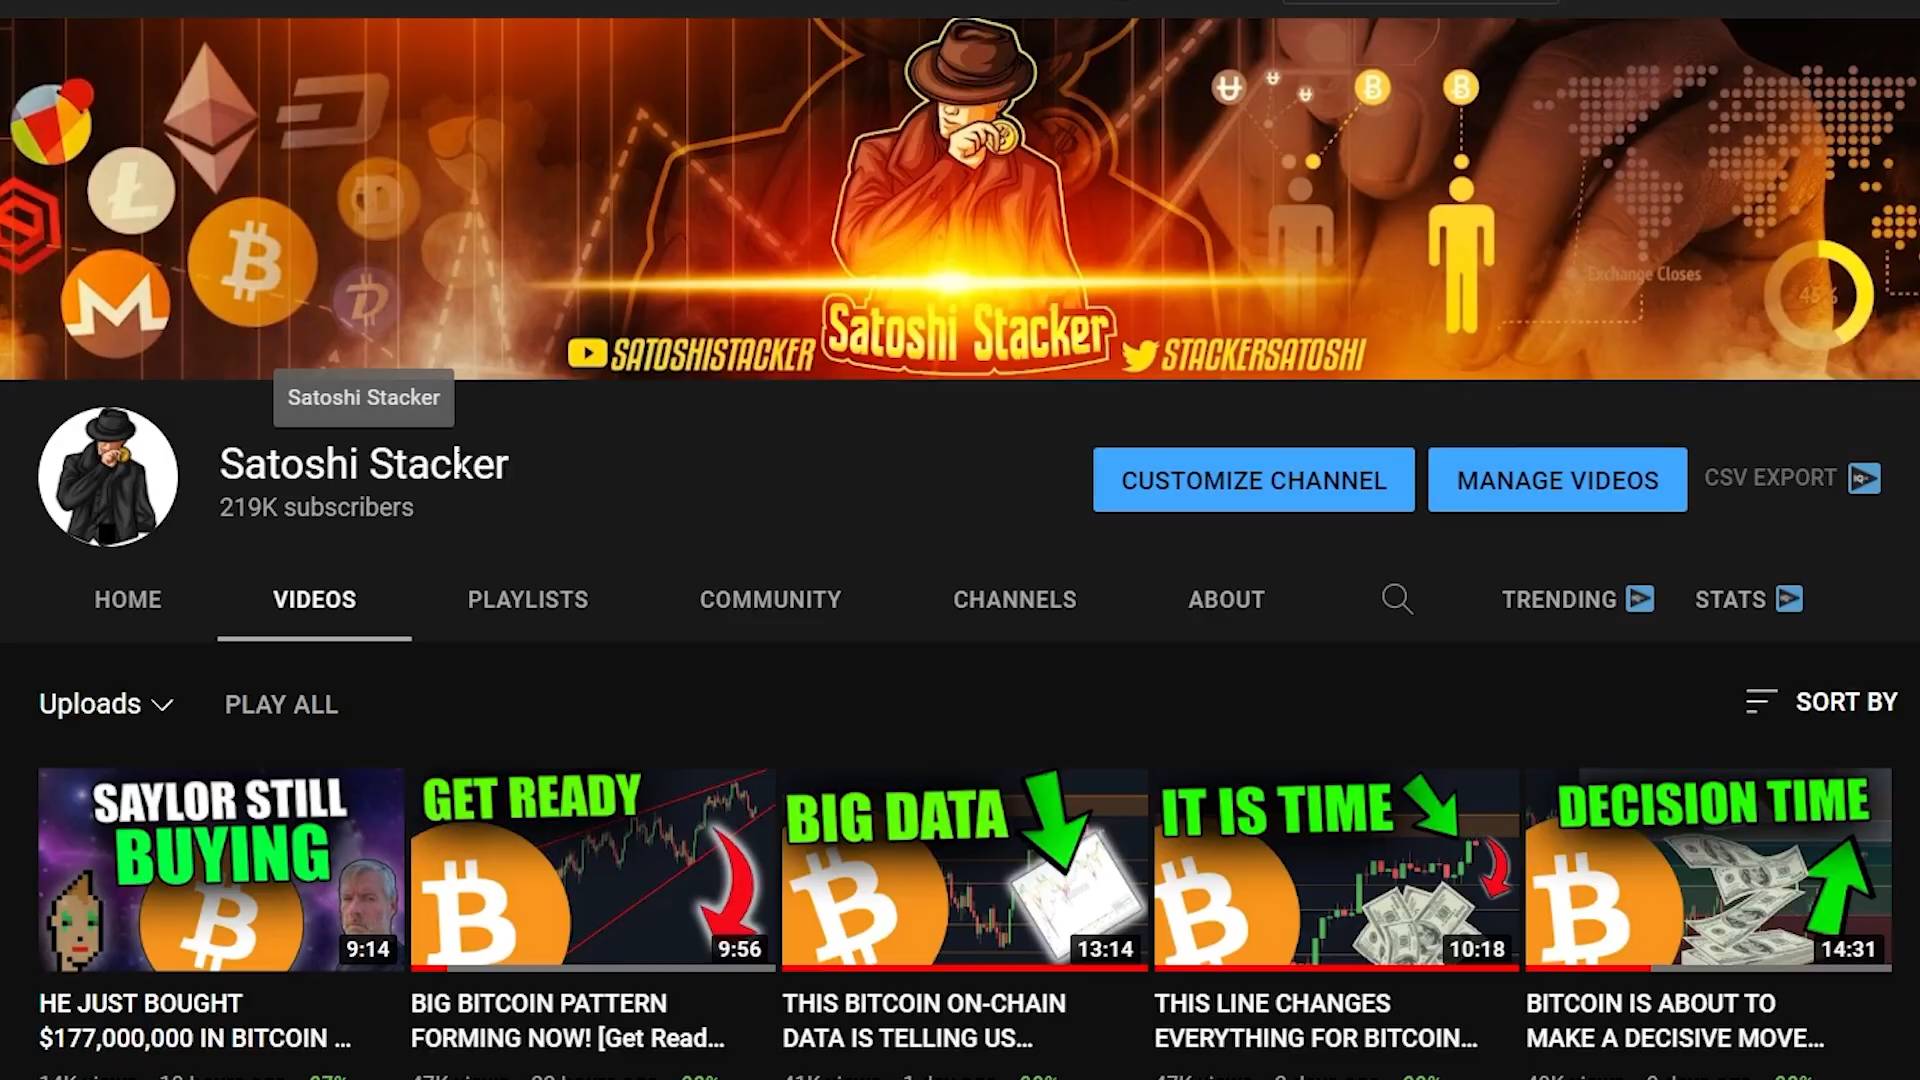 Exchange Closes
45%
Satoshi Stacker
SATOSHISTACKER
STACKERSATOSHI
Satoshi Stacker
Satoshi Stacker
219K subscribers
CUSTOMIZE CHANNEL
MANAGE VIDEOS
CSV EXPORT
HOME
VIDEOS
PLAYLISTS
COMMUNITY
CHANNELS
ABOUT
TRENDING
STATS
Uploads
PLAY ALL
SORT BY
SAYLOR STILL
BUYING
9:14
GET READY
9:56
BIG DATA
13:14
IT IS TIME
10:18
DECISION TIME
14:31
HE JUST BOUGHT
$177,000,000 IN BITCOIN ...
BIG BITCOIN PATTERN
FORMING NOW! [Get Read...
THIS BITCOIN ON-CHAIN
DATA IS TELLING US...
THIS LINE CHANGES
EVERYTHING FOR BITCOIN...
BITCOIN IS ABOUT TO
MAKE A DECISIVE MOVE...